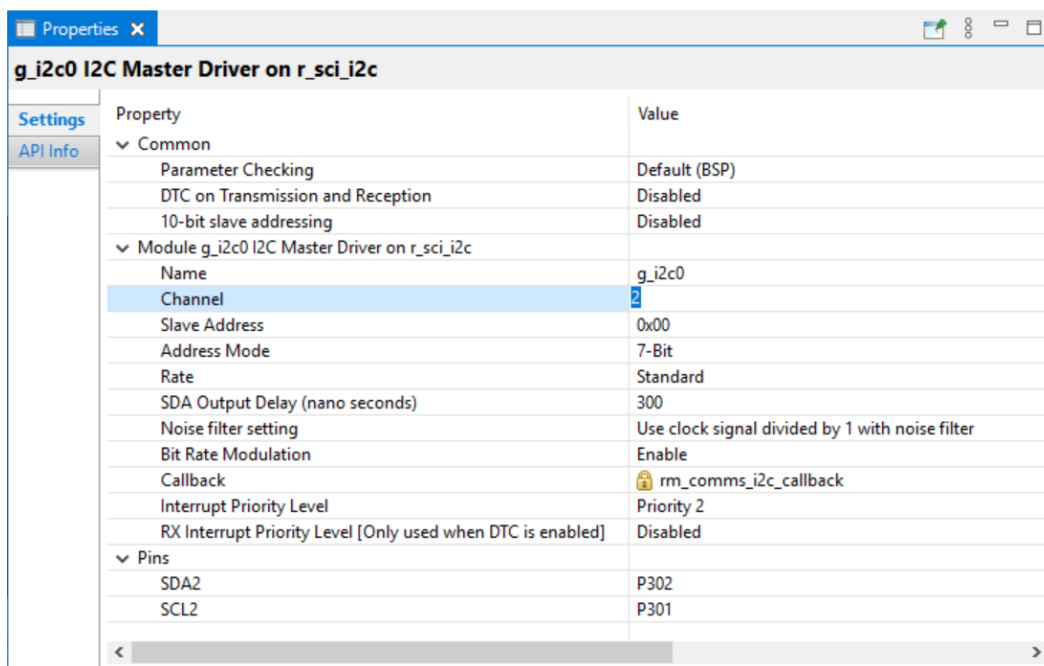 Properties
g_i2c0 I2C Master Driver on r_sci_i2c
Settings
API Info
Property Value
Common
Parameter Checking Default (BSP)
DTC on Transmission and Reception Disabled
10-bit slave addressing Disabled
Module g_i2c0 I2C Master Driver on r_sci_i2c
Name g_i2c0
Channel 2
Slave Address 0x00
Address Mode 7-Bit
Rate Standard
SDA Output Delay (nano seconds) 300
Noise filter setting Use clock signal divided by 1 with noise filter
Bit Rate Modulation Enable
Callback rm_comms_i2c_callback
Interrupt Priority Level Priority 2
RX Interrupt Priority Level [Only used when DTC is enabled] Disabled
Pins
SDA2 P302
SCL2 P301